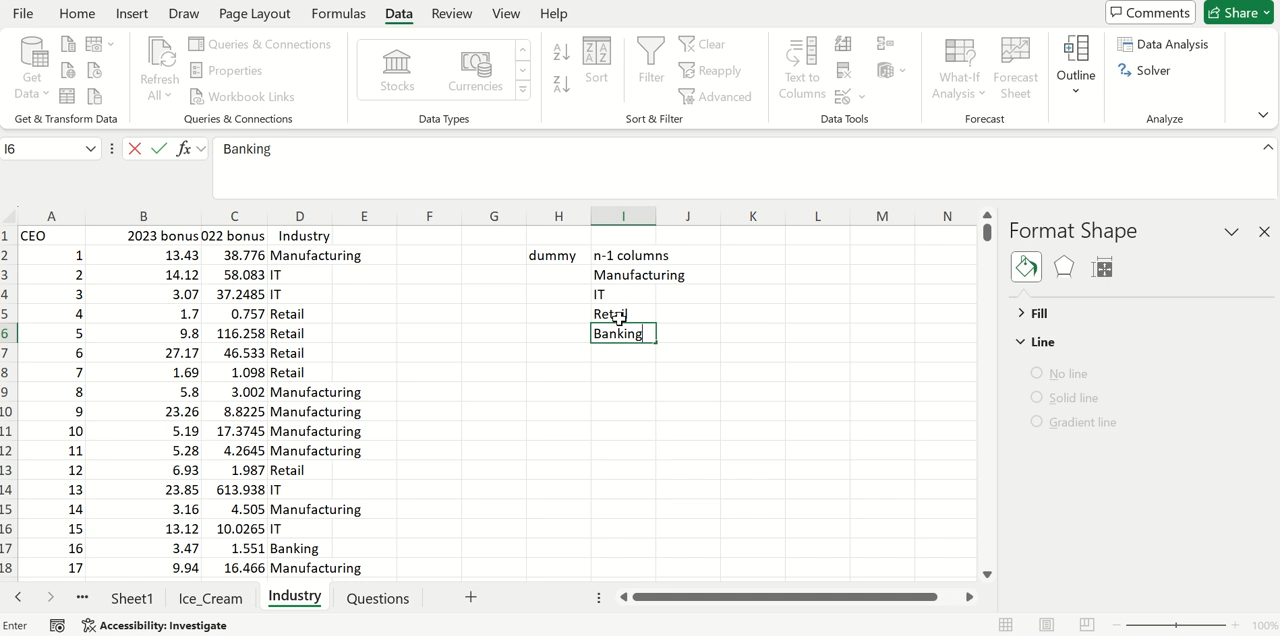 File Home Insert Draw Page Layout Formulas Data Review View Help Comments Share
Get Data
Refresh All
Queries & Connections
Properties
Workbook Links
Stocks Currencies
Sort
Filter
Clear
Reapply
Advanced
Text to Columns
What-If Analysis
Forecast Sheet
Outline
Data Analysis
Solver
Get & Transform Data Queries & Connections Data Types Sort & Filter Data Tools Forecast Analyze
I6 fx Banking
A B C D E F G H I J K L M N
1 CEO 2023 bonus 022 bonus Industry
2 1 13.43 38.776 Manufacturing dummy n-1 columns
3 2 14.12 58.083 IT Manufacturing
4 3 3.07 37.2485 IT IT
5 4 1.7 0.757 Retail Retail
6 5 9.8 116.258 Retail Banking
7 6 27.17 46.533 Retail
8 7 1.69 1.098 Retail
9 8 5.8 3.002 Manufacturing
10 9 23.26 8.8225 Manufacturing
11 10 5.19 17.3745 Manufacturing
12 11 5.28 4.2645 Manufacturing
13 12 6.93 1.987 Retail
14 13 23.85 613.938 IT
15 14 3.16 4.505 Manufacturing
16 15 13.12 10.0265 IT
17 16 3.47 1.551 Banking
18 17 9.94 16.466 Manufacturing
Format Shape
Fill
Line
No line
Solid line
Gradient line
Sheet1 Ice_Cream Industry Questions
Enter Accessibility: Investigate 100%